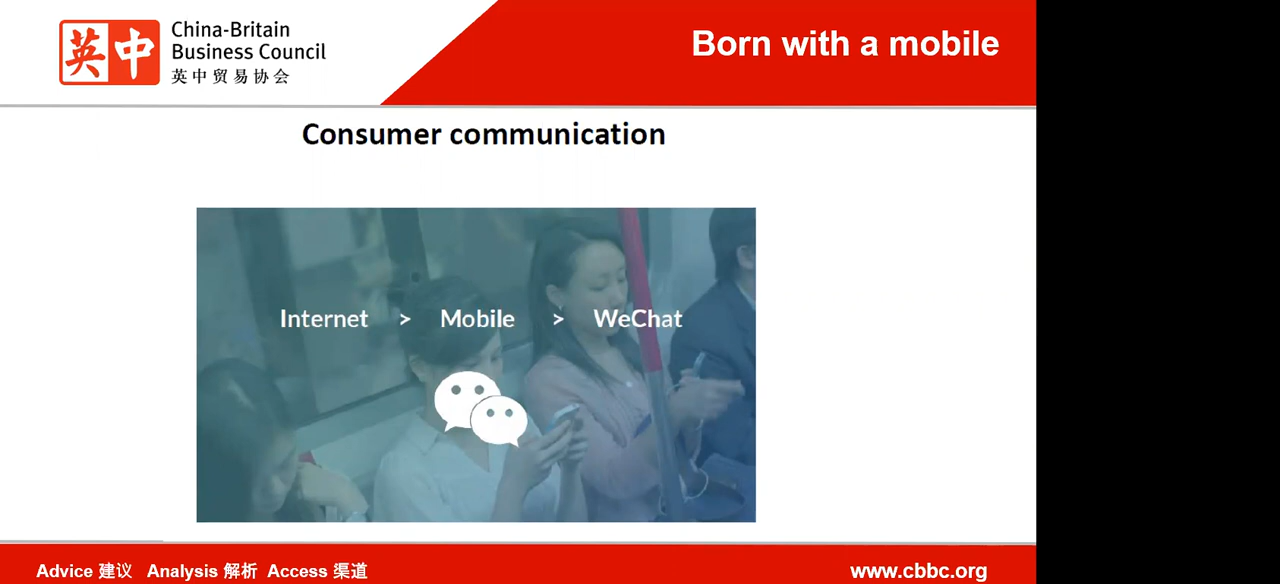 英中
China-Britain
Business Council
英中贸易协会
Born with a mobile
Consumer communication
Internet > Mobile > WeChat
Advice 建议 Analysis 解析 Access 渠道
www.cbbc.org